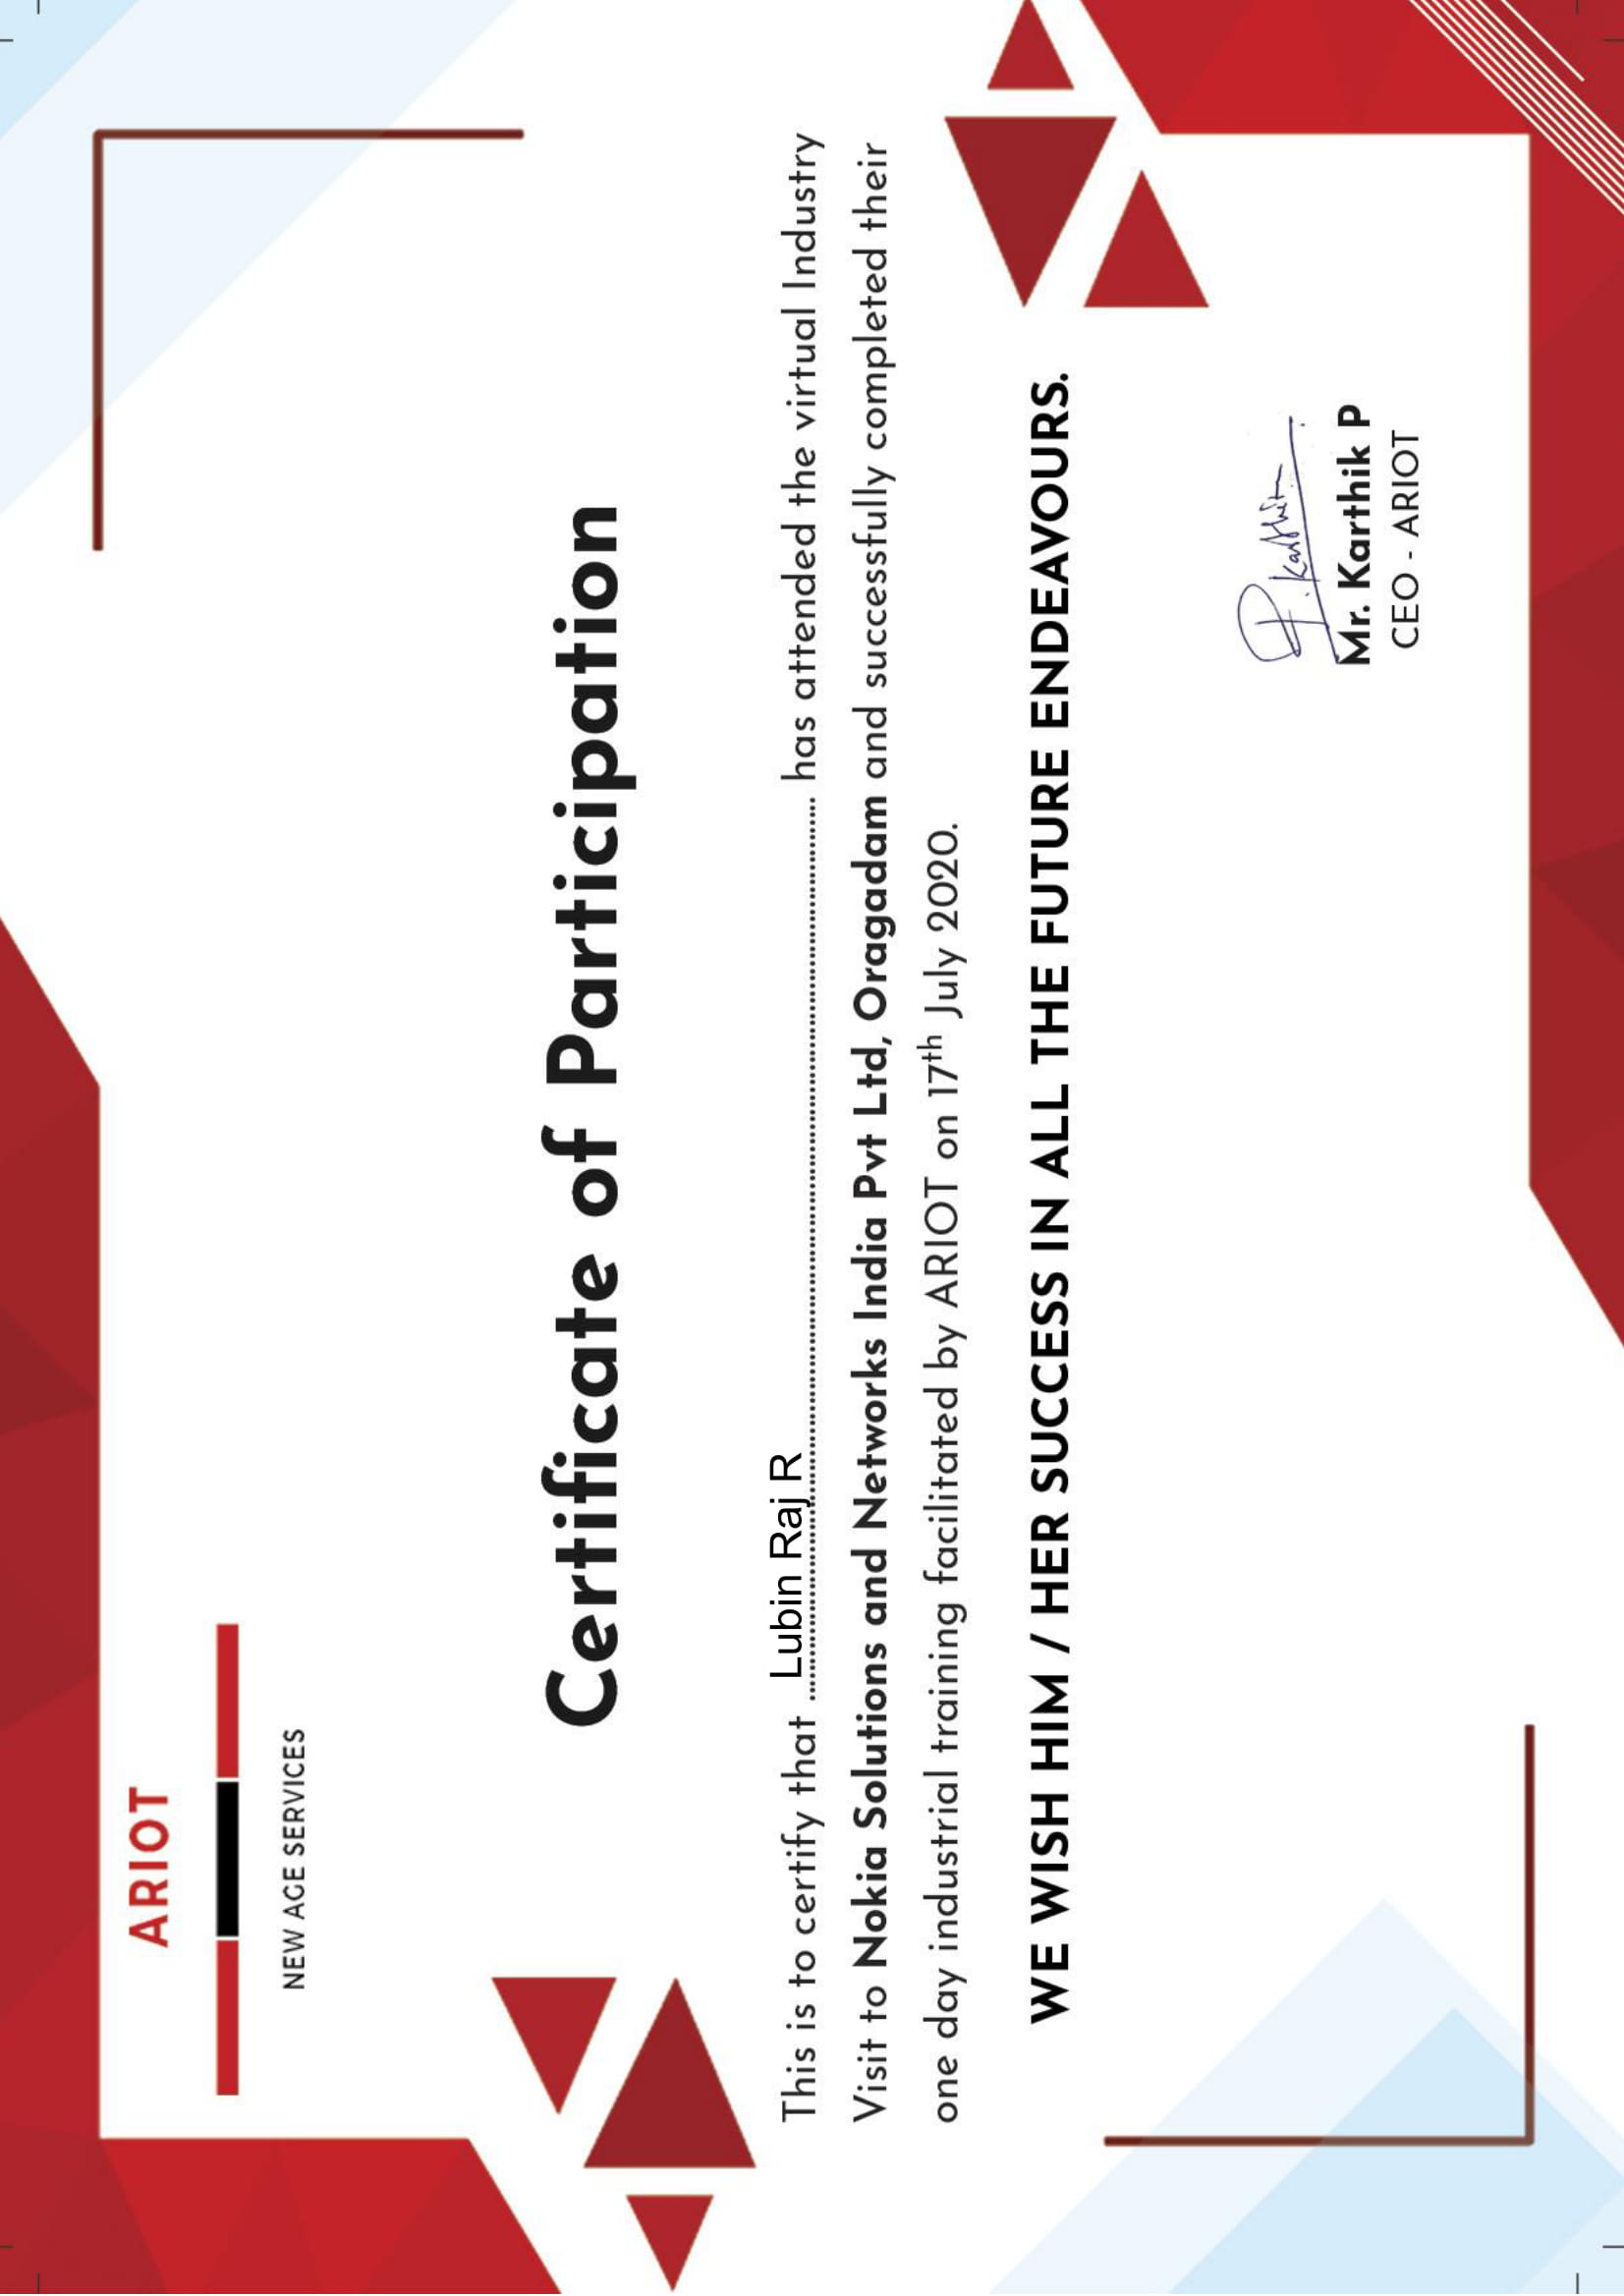 ARIOT
NEW AGE SERVICES
Certificate of Participation
This is to certify that Lubin Raj R has attended the virtual Industry
Visit to Nokia Solutions and Networks India Pvt Ltd, Oragadam and successfully completed their
one day industrial training facilitated by ARIOT on 17th July 2020.
WE WISH HIM / HER SUCCESS IN ALL THE FUTURE ENDEAVOURS.
P. Karthik
Mr. Karthik P
CEO - ARIOT